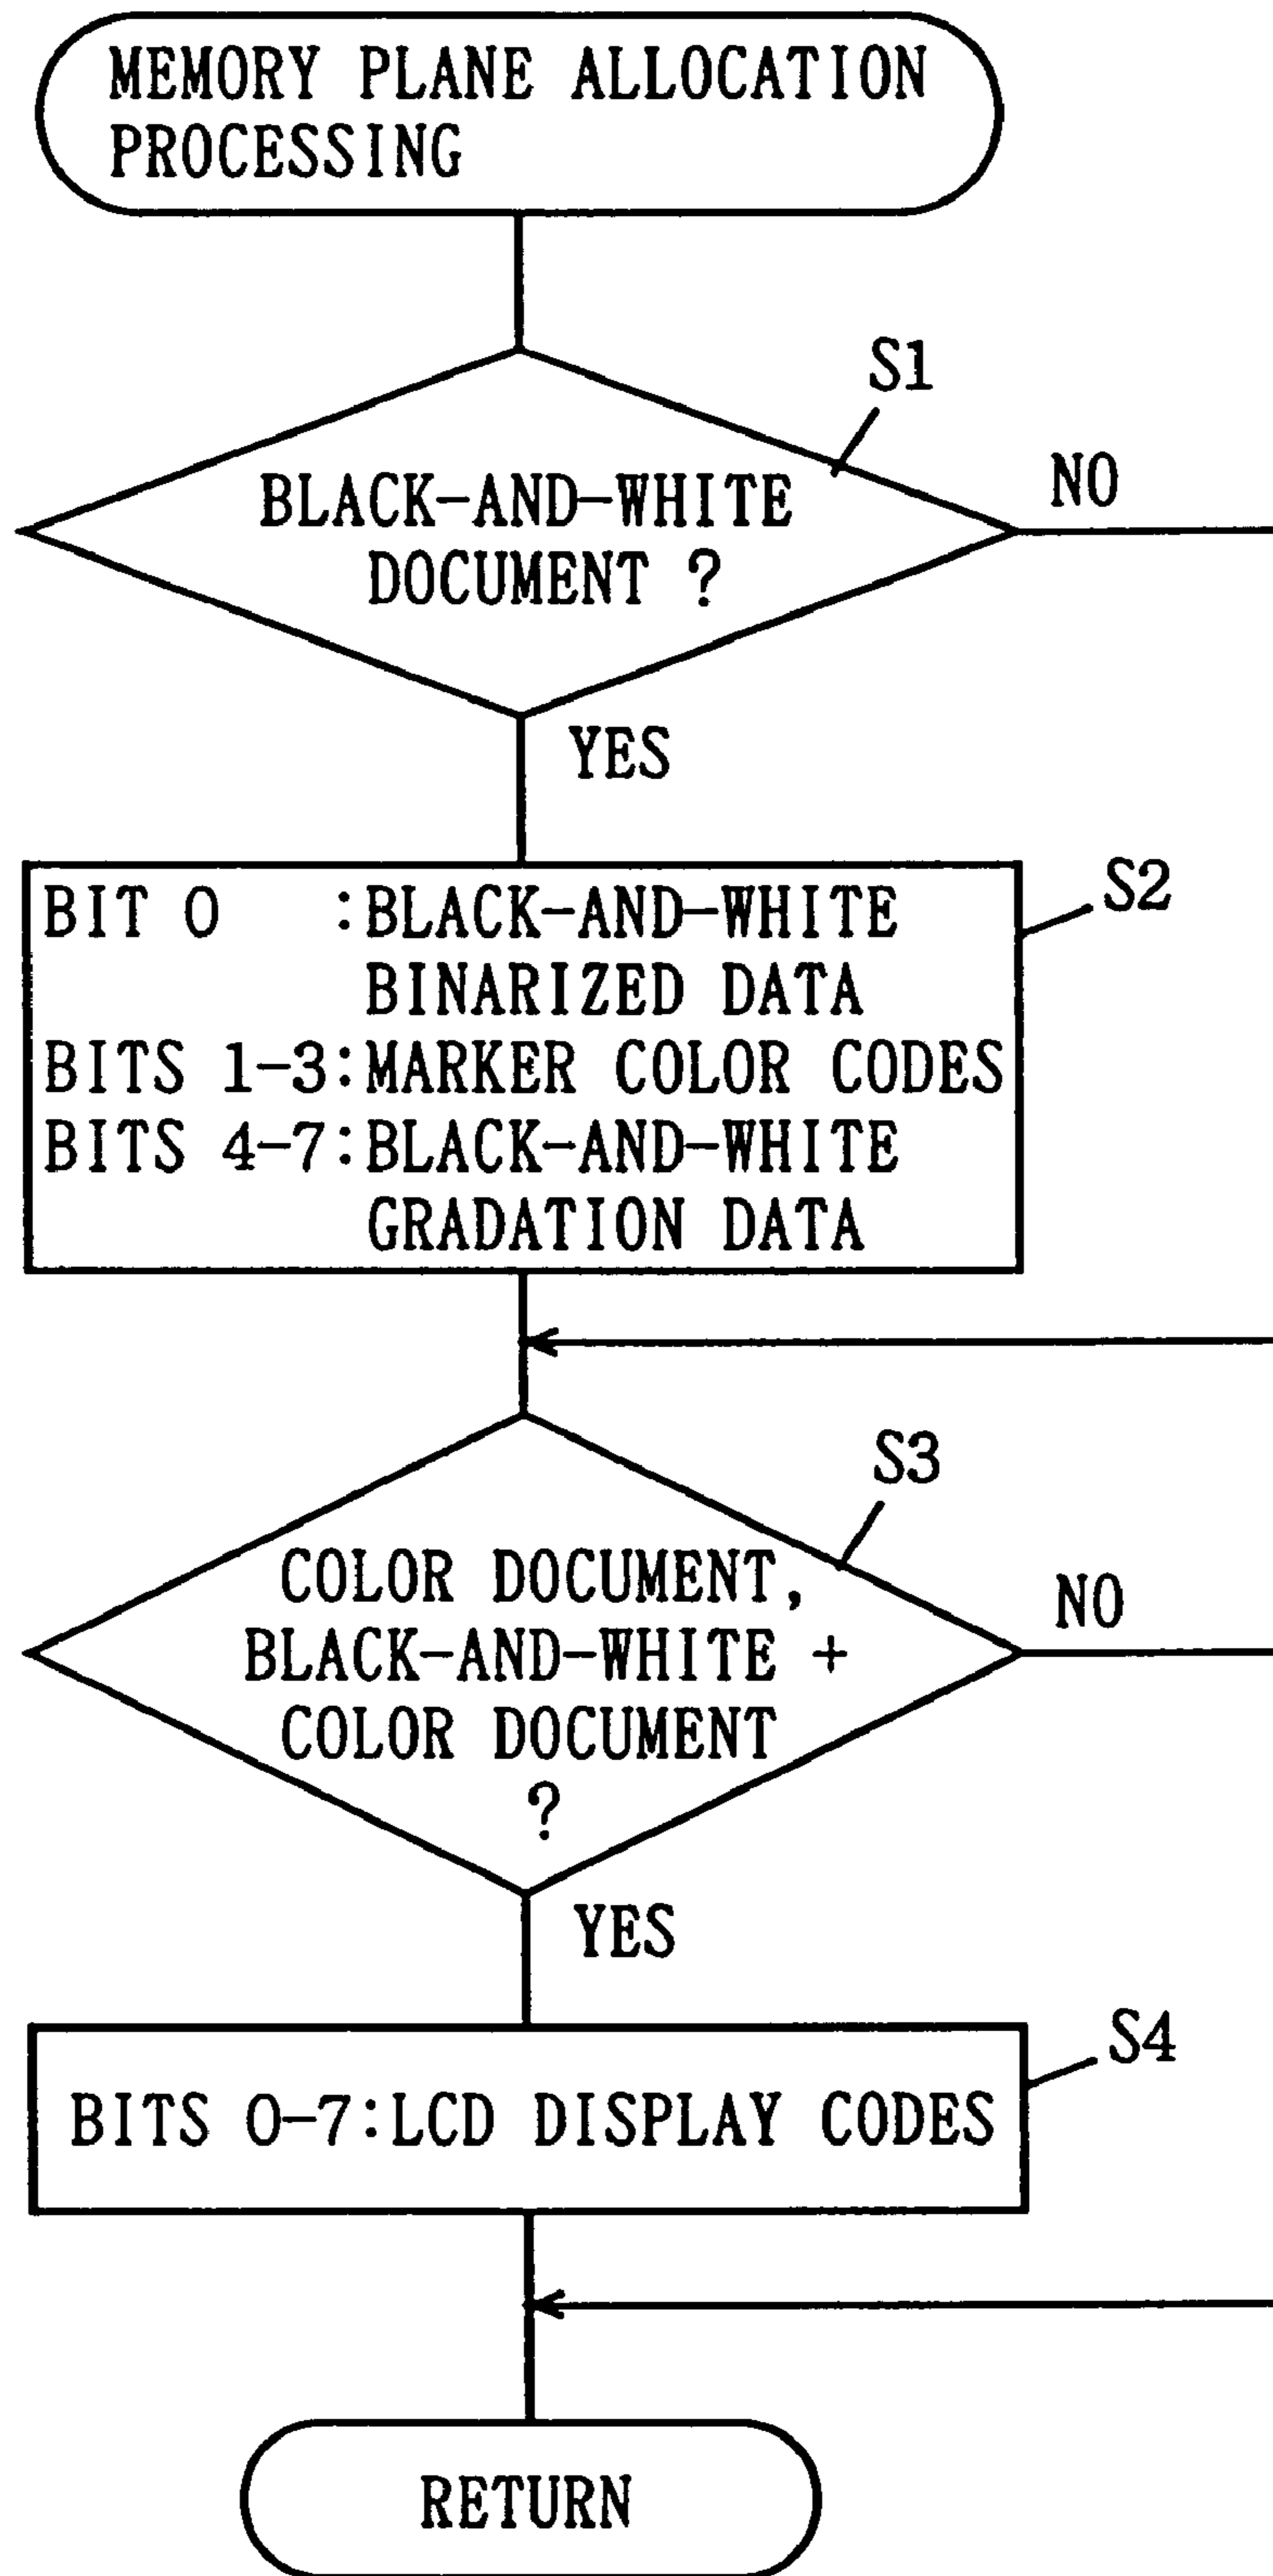 MEMORY PLANE ALLOCATION
PROCESSING
S1
BLACK-AND-WHITE
DOCUMENT ?
NO
YES
S2
BIT 0 :BLACK-AND-WHITE
BINARIZED DATA
BITS 1-3:MARKER COLOR CODES
BITS 4-7:BLACK-AND-WHITE
GRADATION DATA
S3
COLOR DOCUMENT,
BLACK-AND-WHITE +
COLOR DOCUMENT
?
NO
YES
S4
BITS 0-7:LCD DISPLAY CODES
RETURN